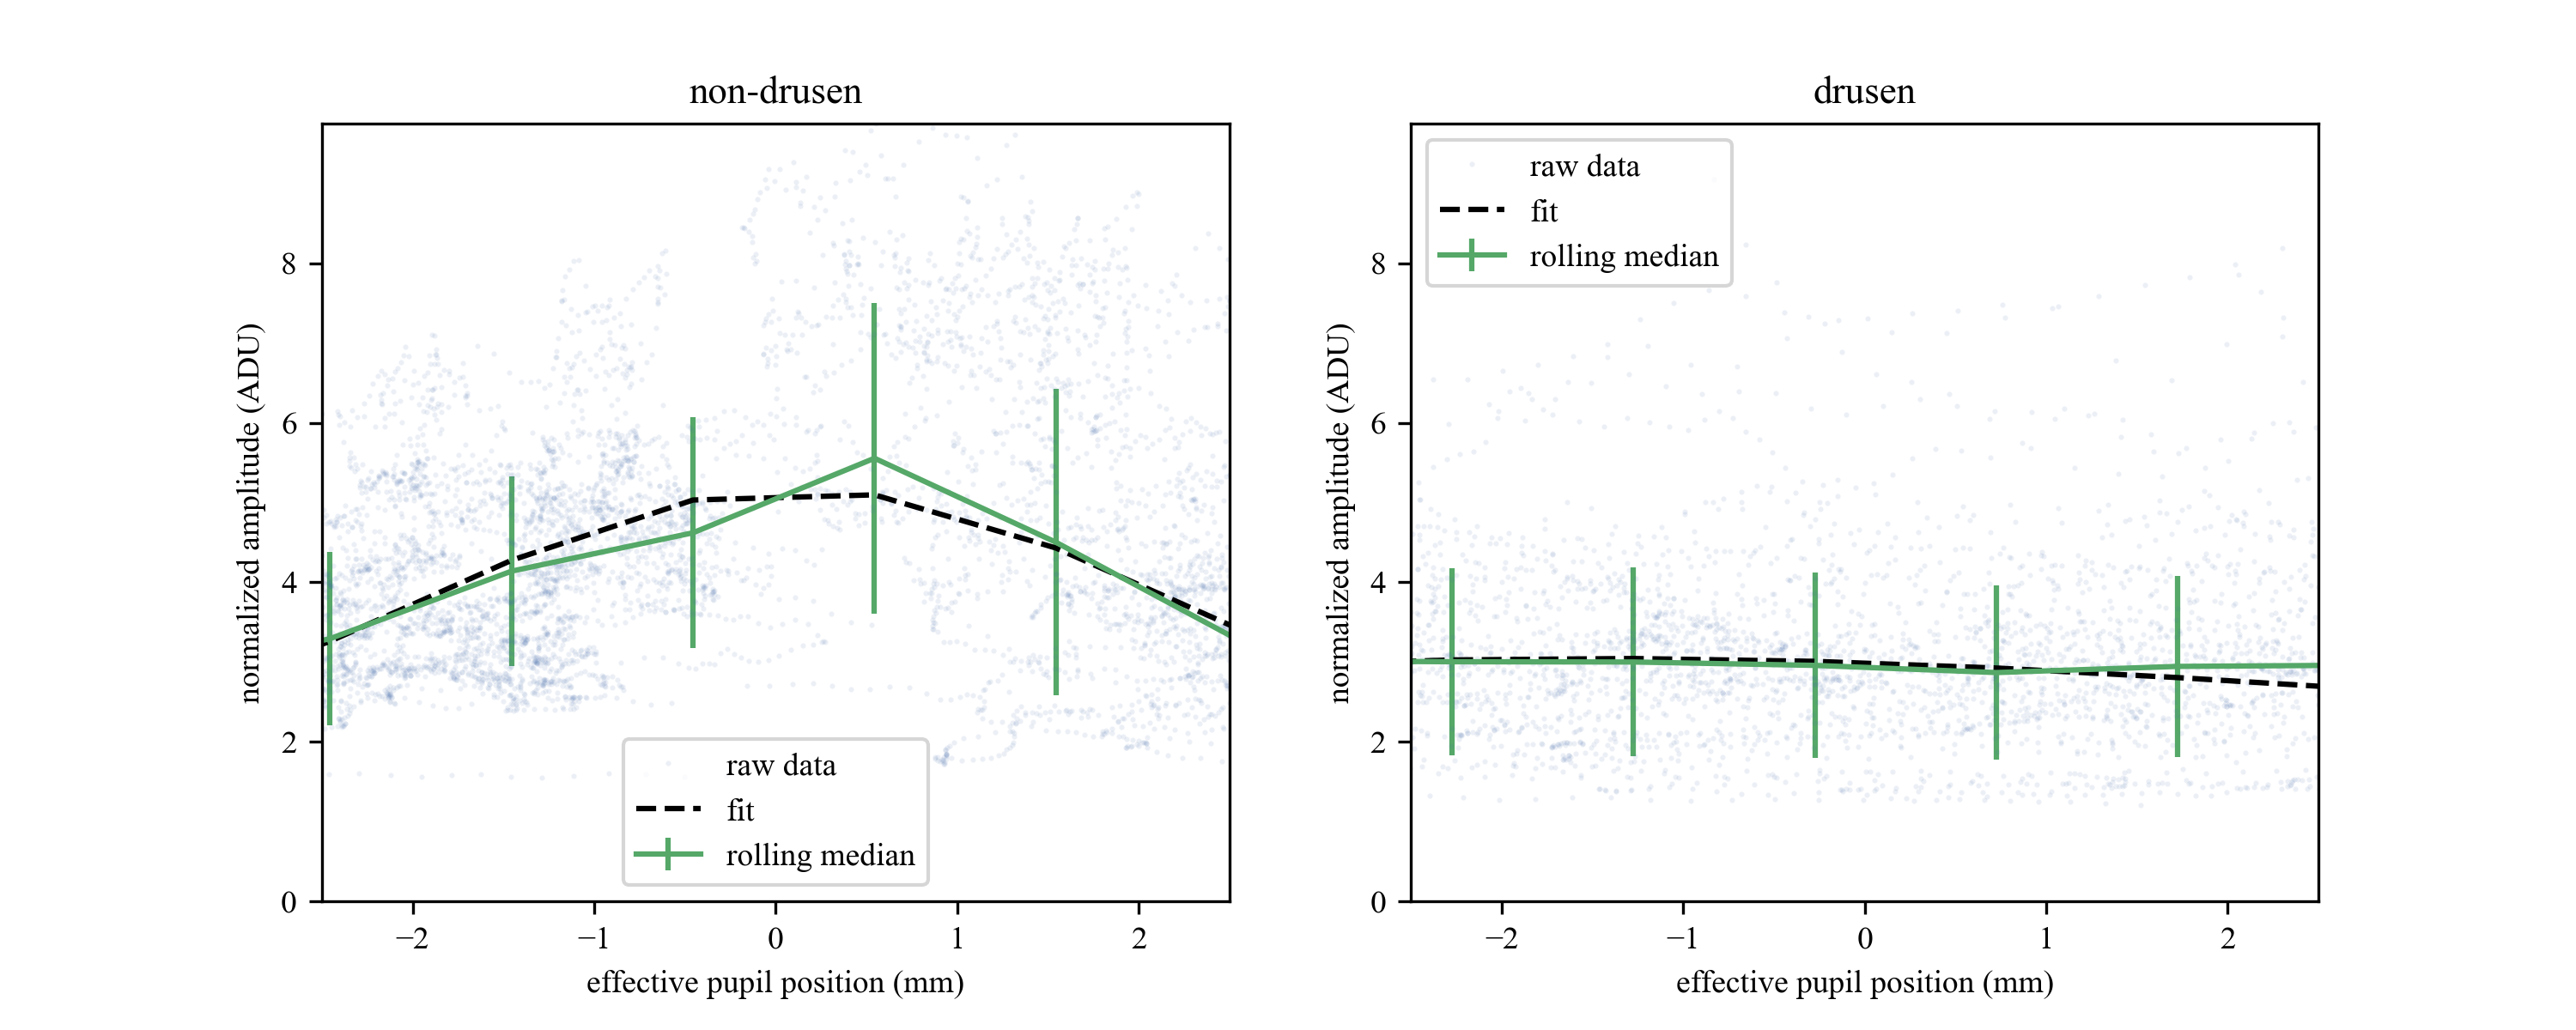 non-drusen
normalized amplitude (ADU)
8
6
4
2
0
raw data
fit
rolling median
−2
−1
0
1
2
effective pupil position (mm)
drusen
raw data
fit
rolling median
normalized amplitude (ADU)
8
6
4
2
0
−2
−1
0
1
2
effective pupil position (mm)